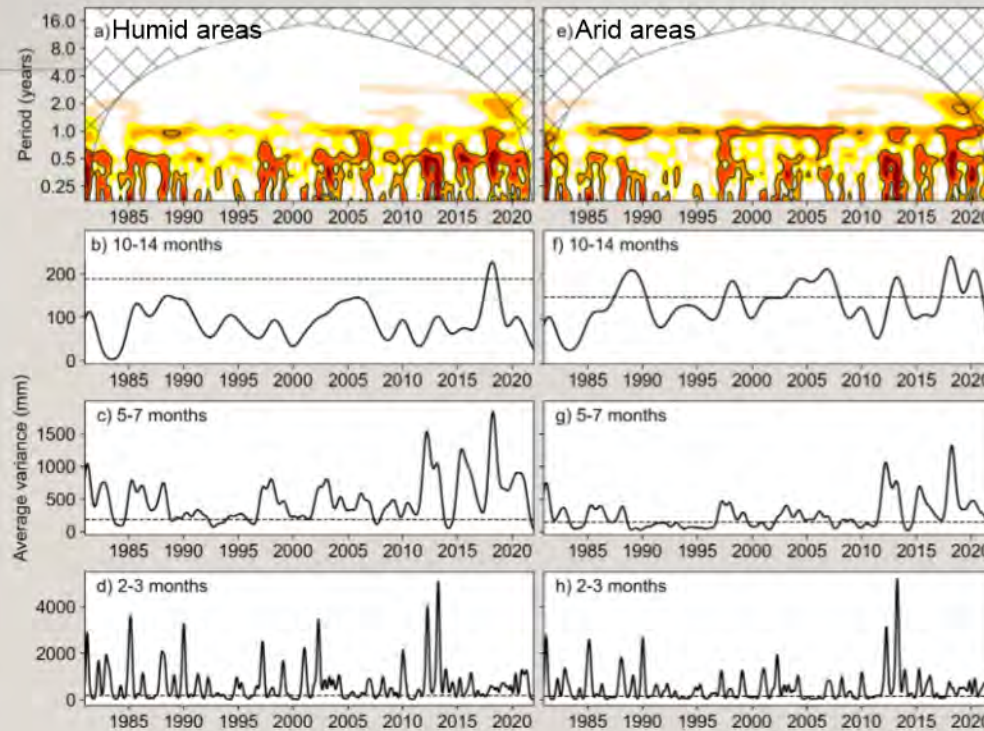 a) Humid areas
e) Arid areas
Period (years)
16.0
8.0
4.0
2.0
1.0
0.5
0.25
1985 1990 1995 2000 2005 2010 2015 2020
1985 1990 1995 2000 2005 2010 2015 2020
Average variance (mm)
b) 10-14 months
f) 10-14 months
200
100
0
1985 1990 1995 2000 2005 2010 2015 2020
1985 1990 1995 2000 2005 2010 2015 2020
c) 5-7 months
g) 5-7 months
1500
1000
500
0
1985 1990 1995 2000 2005 2010 2015 2020
1985 1990 1995 2000 2005 2010 2015 2020
d) 2-3 months
h) 2-3 months
4000
2000
0
1985 1990 1995 2000 2005 2010 2015 2020
1985 1990 1995 2000 2005 2010 2015 2020